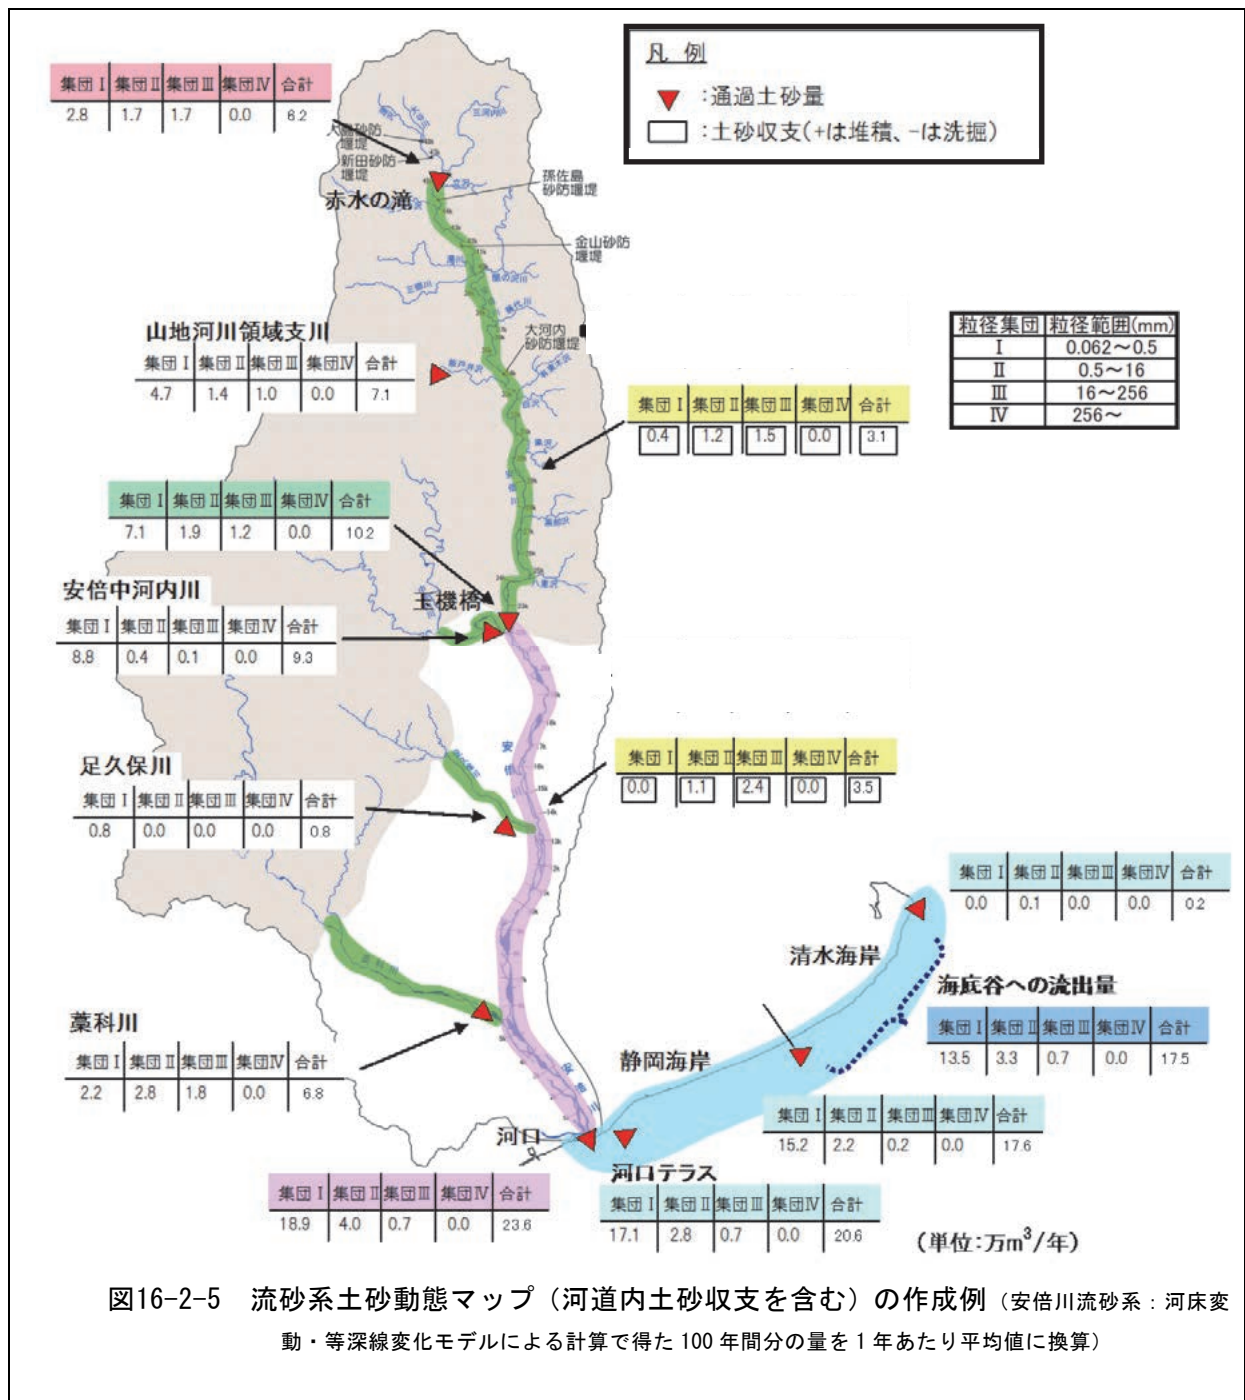 凡 例
▼ :通過土砂量
□ :土砂収支(+は堆積、-は洗掘)
集団Ⅰ 集団Ⅱ 集団Ⅲ 集団Ⅳ 合計
2.8 1.7 1.7 0.0 6.2
三河内川
大島砂防
堰堤
新田砂防
堰堤
孫佐島
砂防堰堤
赤水の滝
金山砂防
堰堤
山地河川領域支川
集団Ⅰ 集団Ⅱ 集団Ⅲ 集団Ⅳ 合計
4.7 1.4 1.0 0.0 7.1
大河内
砂防堰堤
粒径集団 粒径範囲(mm)
Ⅰ 0.062~0.5
Ⅱ 0.5~16
Ⅲ 16~256
Ⅳ 256~
集団Ⅰ 集団Ⅱ 集団Ⅲ 集団Ⅳ 合計
0.4 1.2 1.5 0.0 3.1
集団Ⅰ 集団Ⅱ 集団Ⅲ 集団Ⅳ 合計
7.1 1.9 1.2 0.0 10.2
安倍中河内川
玉機橋
集団Ⅰ 集団Ⅱ 集団Ⅲ 集団Ⅳ 合計
8.8 0.4 0.1 0.0 9.3
集団Ⅰ 集団Ⅱ 集団Ⅲ 集団Ⅳ 合計
0.0 1.1 2.4 0.0 3.5
足久保川
集団Ⅰ 集団Ⅱ 集団Ⅲ 集団Ⅳ 合計
0.8 0.0 0.0 0.0 0.8
安倍川
集団Ⅰ 集団Ⅱ 集団Ⅲ 集団Ⅳ 合計
0.0 0.1 0.0 0.0 0.2
清水海岸
海底谷への流出量
集団Ⅰ 集団Ⅱ 集団Ⅲ 集団Ⅳ 合計
13.5 3.3 0.7 0.0 17.5
藁科川
集団Ⅰ 集団Ⅱ 集団Ⅲ 集団Ⅳ 合計
2.2 2.8 1.8 0.0 6.8
静岡海岸
集団Ⅰ 集団Ⅱ 集団Ⅲ 集団Ⅳ 合計
15.2 2.2 0.2 0.0 17.6
河口
河口テラス
集団Ⅰ 集団Ⅱ 集団Ⅲ 集団Ⅳ 合計
18.9 4.0 0.7 0.0 23.6
集団Ⅰ 集団Ⅱ 集団Ⅲ 集団Ⅳ 合計
17.1 2.8 0.7 0.0 20.6
(単位:万m³/年)
図16-2-5 流砂系土砂動態マップ(河道内土砂収支を含む)の作成例(安倍川流砂系:河床変
動・等深線変化モデルによる計算で得た 100 年間分の量を 1 年あたり平均値に換算)